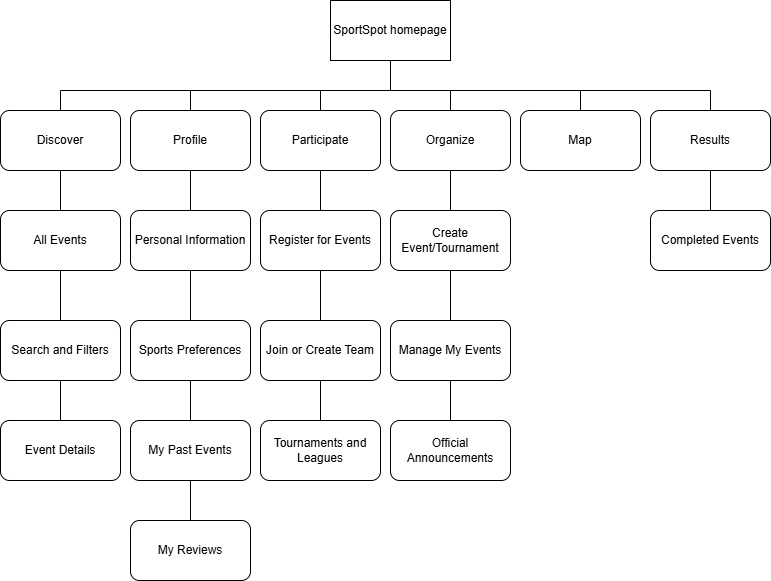 SportSpot homepage
Discover
Profile
Participate
Organize
Map
Results
All Events
Personal Information
Register for Events
Create
Event/Tournament
Completed Events
Search and Filters
Sports Preferences
Join or Create Team
Manage My Events
Event Details
My Past Events
Tournaments and
Leagues
Official
Announcements
My Reviews